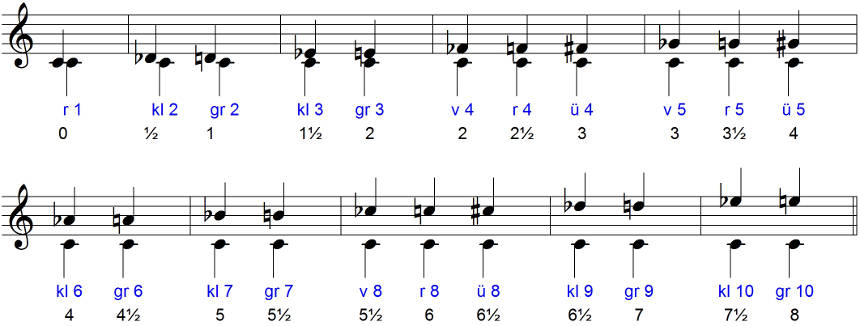 r 1 kl 2 gr 2 kl 3 gr 3 v 4 r 4 ü 4 v 5 r 5 ü 5
0 ½ 1 1½ 2 2 2½ 3 3 3½ 4
kl 6 gr 6 kl 7 gr 7 v 8 r 8 ü 8 kl 9 gr 9 kl 10 gr 10
4 4½ 5 5½ 5½ 6 6½ 6½ 7 7½ 8